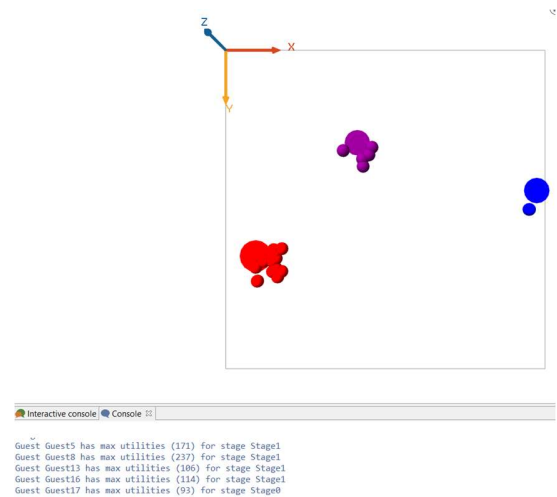 Z
X
Y
Interactive console Console
Guest Guest5 has max utilities (171) for stage Stage1
Guest Guest8 has max utilities (237) for stage Stage1
Guest Guest13 has max utilities (106) for stage Stage1
Guest Guest16 has max utilities (114) for stage Stage1
Guest Guest17 has max utilities (93) for stage Stage0